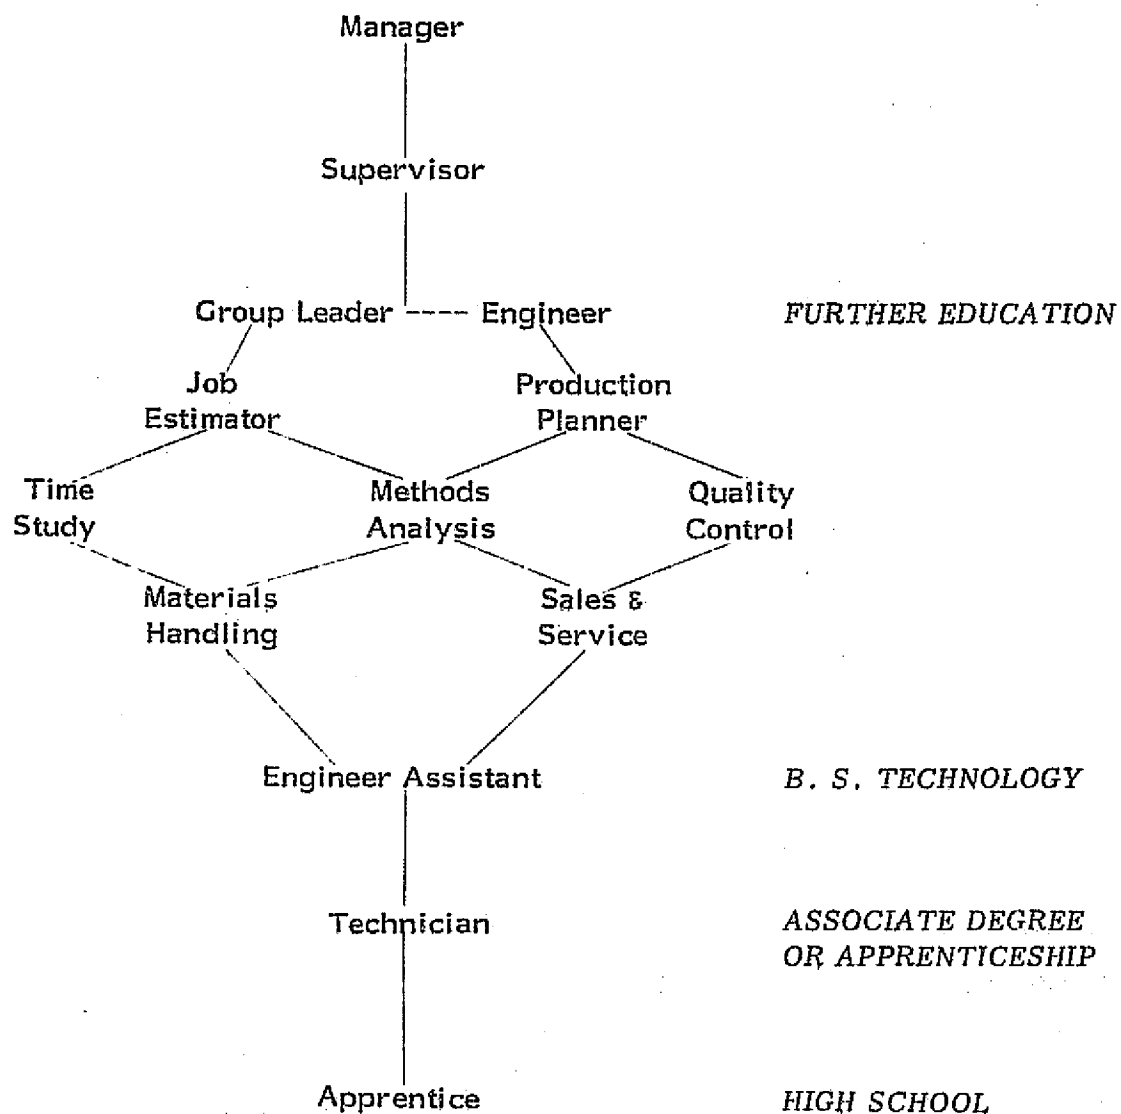 Manager
Supervisor
Group Leader ---- Engineer
FURTHER EDUCATION
Job
Estimator
Production
Planner
Time
Study
Methods
Analysis
Quality
Control
Materials
Handling
Sales &
Service
Engineer Assistant
B. S. TECHNOLOGY
Technician
ASSOCIATE DEGREE
OR APPRENTICESHIP
Apprentice
HIGH SCHOOL